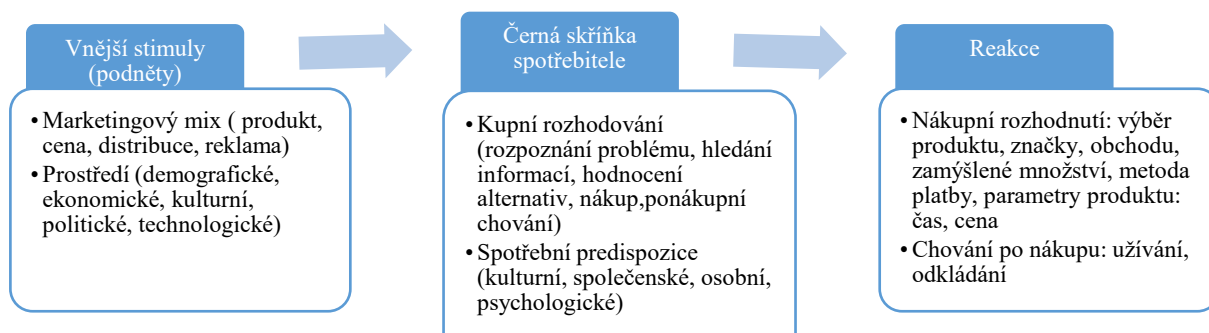 Vnější stimuly
(podněty)
• Marketingový mix ( produkt,
cena, distribuce, reklama)
• Prostředí (demografické,
ekonomické, kulturní,
politické, technologické)
Černá skříňka
spotřebitele
• Kupní rozhodování
(rozpoznání problému, hledání
informací, hodnocení
alternativ, nákup,ponákupní
chování)
• Spotřební predispozice
(kulturní, společenské, osobní,
psychologické)
Reakce
• Nákupní rozhodnutí: výběr
produktu, značky, obchodu,
zamýšlené množství, metoda
platby, parametry produktu:
čas, cena
• Chování po nákupu: užívání,
odkládání